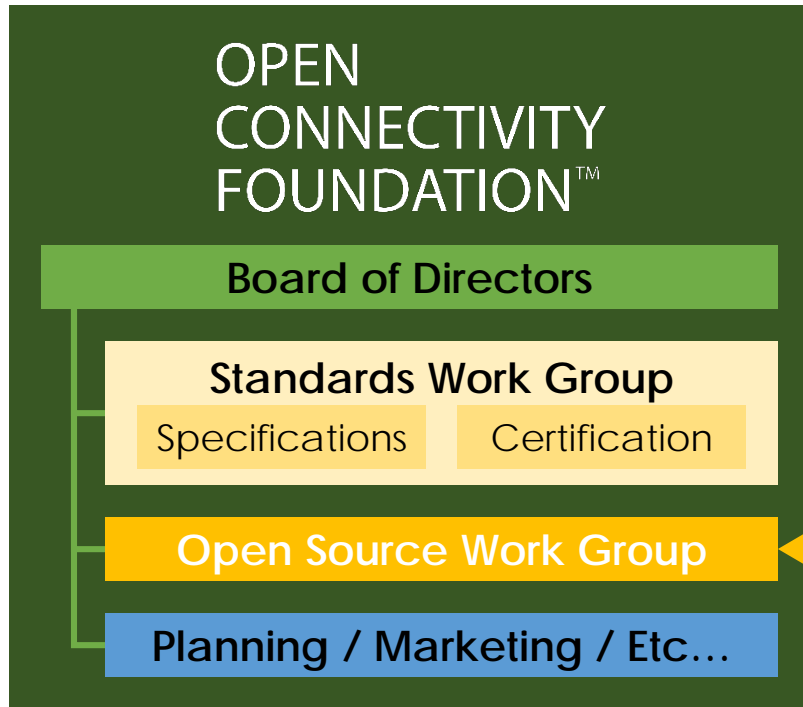 OPEN
CONNECTIVITY
FOUNDATION™
Board of Directors
Standards Work Group
Specifications
Certification
Open Source Work Group
Planning / Marketing / Etc…